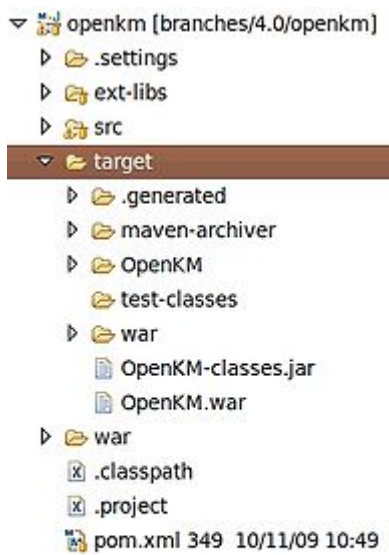 openkm [branches/4.0/openkm]
.settings
ext-libs
src
target
.generated
maven-archiver
OpenKM
test-classes
war
OpenKM-classes.jar
OpenKM.war
war
.classpath
.project
pom.xml 349 10/11/09 10:49